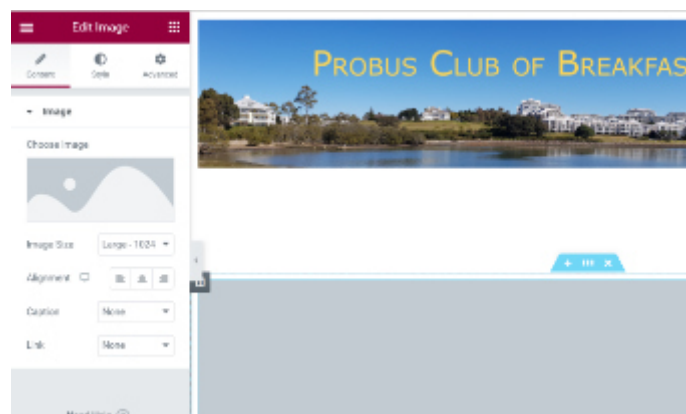 Edit Image
Content
Style
Advanced
Image
Choose Image
Image Size
Large - 1024
Alignment
Caption
None
Link
None
PROBUS CLUB OF BREAKFAS